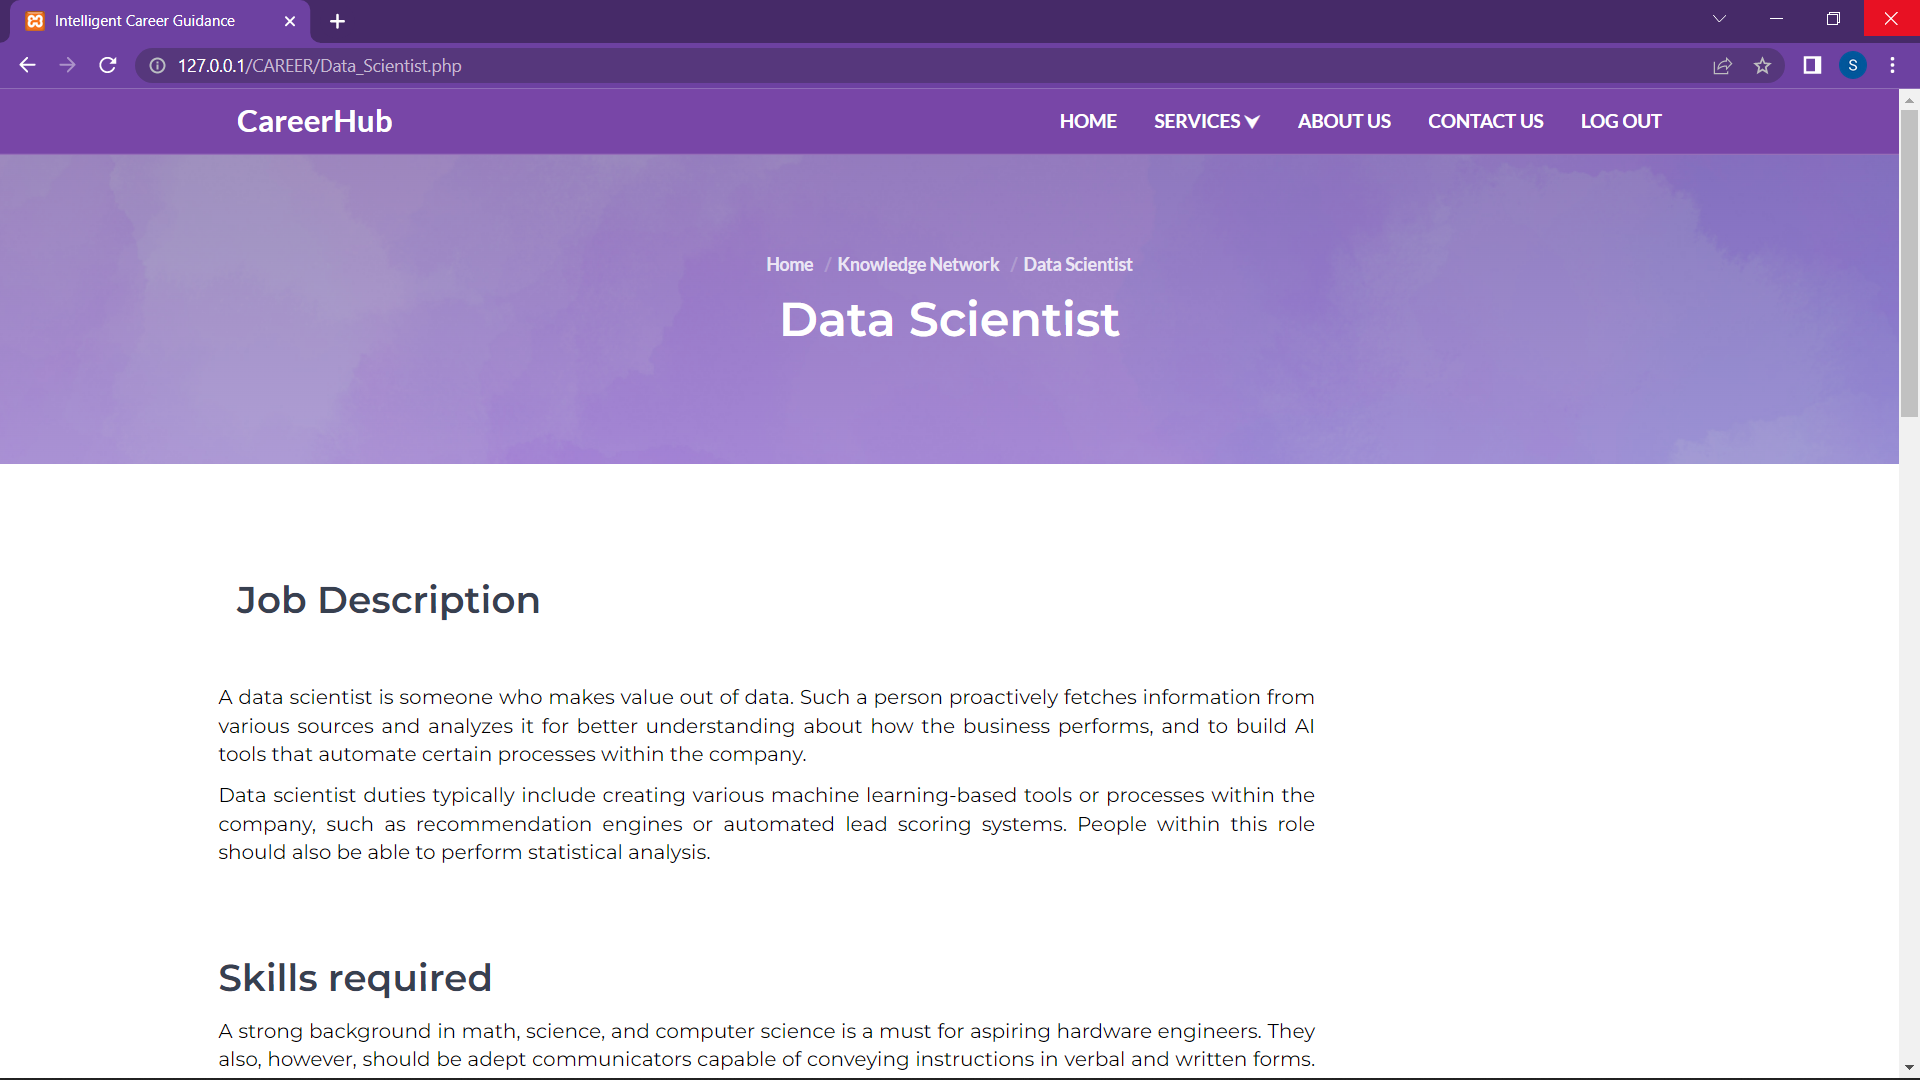 Intelligent Career Guidance
127.0.0.1/CAREER/Data_Scientist.php
S
CareerHub
HOME SERVICES ABOUT US CONTACT US LOG OUT
Home / Knowledge Network / Data Scientist
Data Scientist
Job Description
A data scientist is someone who makes value out of data. Such a person proactively fetches information from
various sources and analyzes it for better understanding about how the business performs, and to build AI
tools that automate certain processes within the company.
Data scientist duties typically include creating various machine learning-based tools or processes within the
company, such as recommendation engines or automated lead scoring systems. People within this role
should also be able to perform statistical analysis.
Skills required
A strong background in math, science, and computer science is a must for aspiring hardware engineers. They
also, however, should be adept communicators capable of conveying instructions in verbal and written forms.